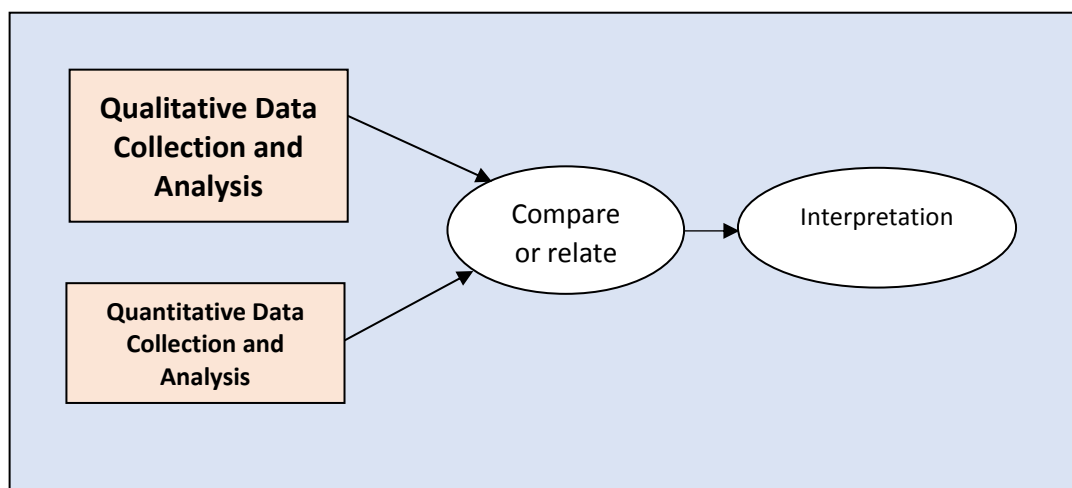 Qualitative Data
Collection and
Analysis
Quantitative Data
Collection and
Analysis
Compare
or relate
Interpretation